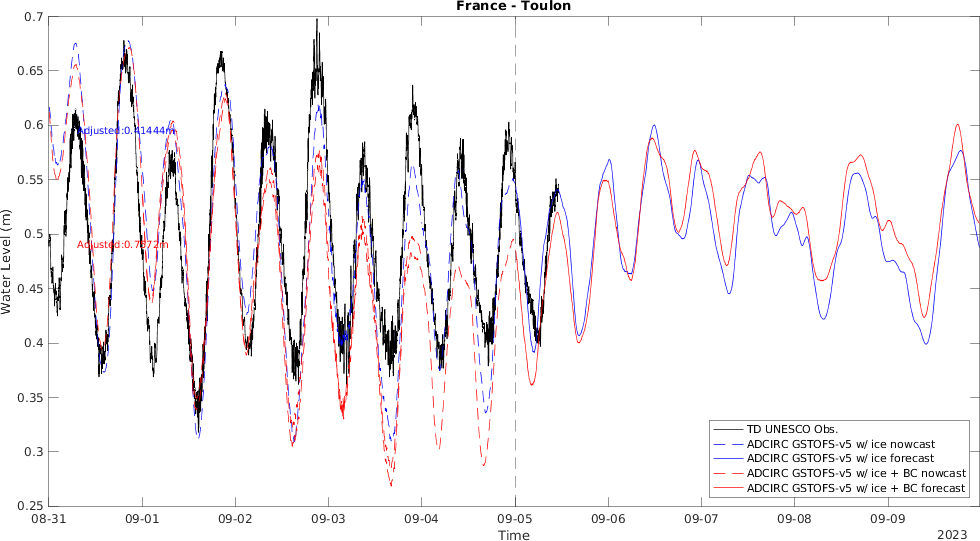 France - Toulon
0.7
0.65
0.6
0.55
0.5
0.45
0.4
0.35
0.3
0.25
Water Level (m)
Adjusted:0.41444m
TD UNESCO Obs.
ADCIRC GSTOFS-v5 w/ ice nowcast
ADCIRC GSTOFS-v5 w/ ice forecast
ADCIRC GSTOFS-v5 w/ ice + BC nowcast
ADCIRC GSTOFS-v5 w/ ice + BC forecast
08-31 09-01 09-02 09-03 09-04 09-05 09-06 09-07 09-08 09-09
Time
2023